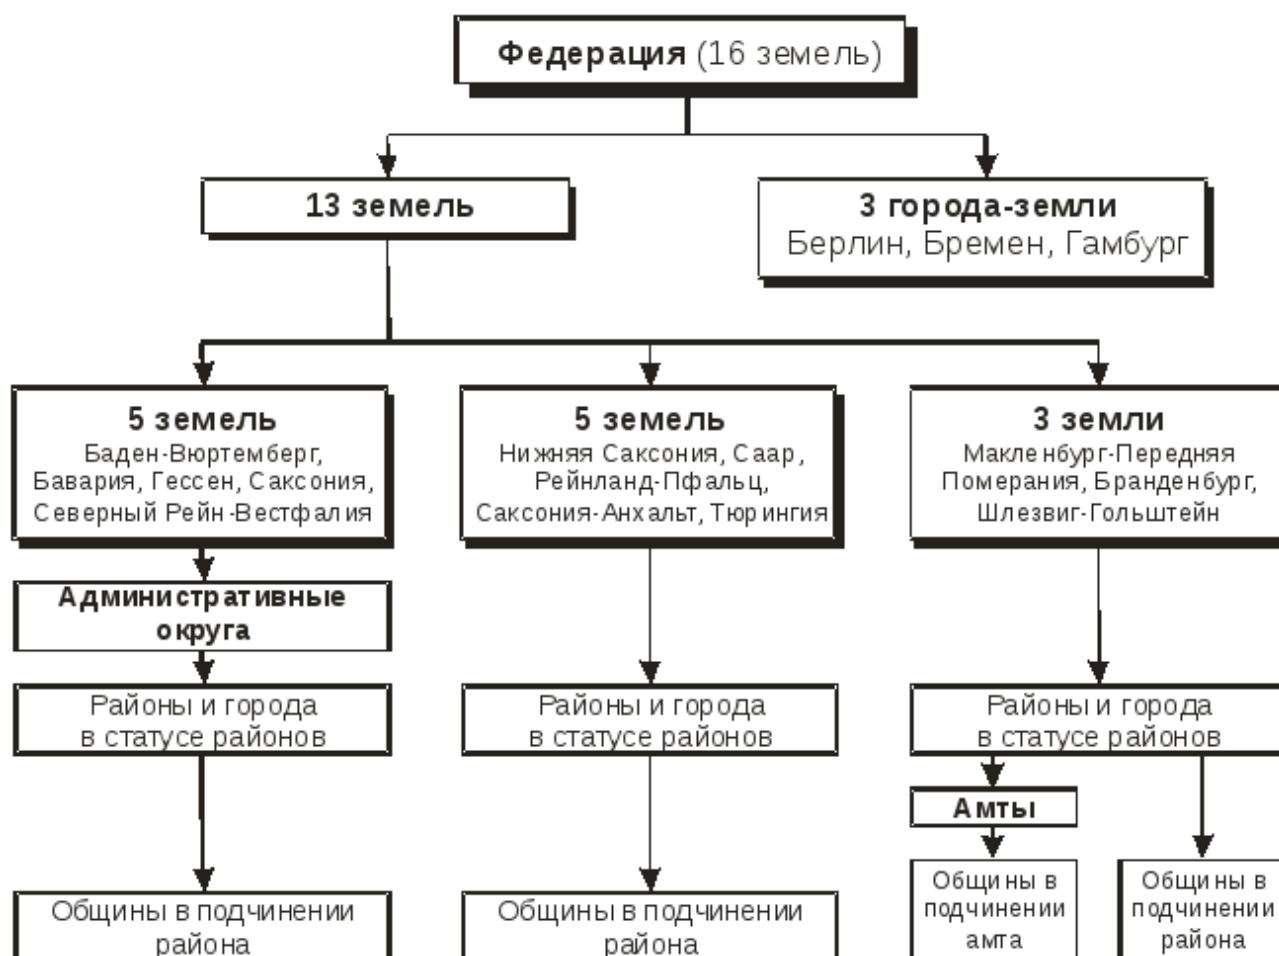 Федерация (16 земель)
13 земель
3 города-земли
Берлин, Бремен, Гамбург
5 земель
Баден-Вюртемберг,
Бавария, Гессен, Саксония,
Северный Рейн-Вестфалия
5 земель
Нижняя Саксония, Саар,
Рейнланд-Пфальц,
Саксония-Анхальт, Тюрингия
3 земли
Макленбург-Передняя
Померания, Бранденбург,
Шлезвиг-Гольштейн
Административные
округа
Районы и города
в статусе районов
Районы и города
в статусе районов
Районы и города
в статусе районов
Амты
Общины в подчинении
района
Общины в подчинении
района
Общины в
подчинении
амта
Общины в
подчинении
района